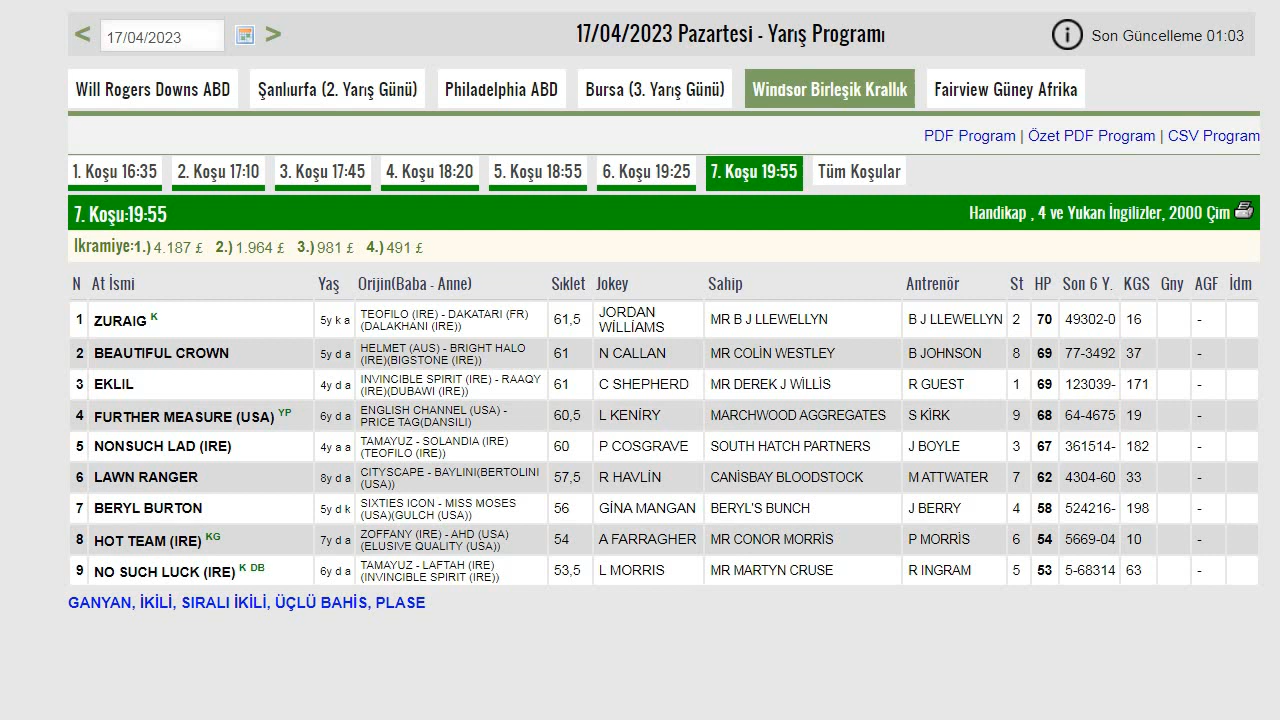 < 17/04/2023 > 17/04/2023 Pazartesi - Yarış Programı Son Güncelleme 01:03
Will Rogers Downs ABD Şanlıurfa (2. Yarış Günü) Philadelphia ABD Bursa (3. Yarış Günü) Windsor Birleşik Krallık Fairview Güney Afrika
PDF Program | Özet PDF Program | CSV Program
1. Koşu 16:35 2. Koşu 17:10 3. Koşu 17:45 4. Koşu 18:20 5. Koşu 18:55 6. Koşu 19:25 7. Koşu 19:55 Tüm Koşular
7. Koşu:19:55 Handikap , 4 ve Yukarı İngilizler, 2000 Çim
İkramiye:1.) 4.187 £ 2.) 1.964 £ 3.) 981 £ 4.) 491 £
N At İsmi Yaş Orijin(Baba - Anne) Sıklet Jokey Sahip Antrenör St HP Son 6 Y. KGS Gny AGF İdm
1 ZURAIG K 5y k a TEOFILO (IRE) - DAKATARI (FR) (DALAKHANI (IRE)) 61,5 JORDAN WİLLİAMS MR B J LLEWELLYN B J LLEWELLYN 2 70 49302-0 16 -
2 BEAUTIFUL CROWN 5y d a HELMET (AUS) - BRIGHT HALO (IRE)(BIGSTONE (IRE)) 61 N CALLAN MR COLİN WESTLEY B JOHNSON 8 69 77-3492 37 -
3 EKLIL 4y d a INVINCIBLE SPIRIT (IRE) - RAAQY (IRE)(DUBAWI (IRE)) 61 C SHEPHERD MR DEREK J WİLLİS R GUEST 1 69 123039- 171 -
4 FURTHER MEASURE (USA) YP 6y d a ENGLISH CHANNEL (USA) - PRICE TAG(DANSILI) 60,5 L KENİRY MARCHWOOD AGGREGATES S KİRK 9 68 64-4675 19 -
5 NONSUCH LAD (IRE) 4y a a TAMAYUZ - SOLANDIA (IRE) (TEOFILO (IRE)) 60 P COSGRAVE SOUTH HATCH PARTNERS J BOYLE 3 67 361514- 182 -
6 LAWN RANGER 8y d a CITYSCAPE - BAYLINI(BERTOLINI (USA)) 57,5 R HAVLİN CANİSBAY BLOODSTOCK M ATTWATER 7 62 4304-60 33 -
7 BERYL BURTON 5y d k SIXTIES ICON - MISS MOSES (USA)(GULCH (USA)) 56 GİNA MANGAN BERYL'S BUNCH J BERRY 4 58 524216- 198 -
8 HOT TEAM (IRE) KG 7y d a ZOFFANY (IRE) - AHD (USA) (ELUSIVE QUALITY (USA)) 54 A FARRAGHER MR CONOR MORRİS P MORRİS 6 54 5669-04 10 -
9 NO SUCH LUCK (IRE) K DB 6y d a TAMAYUZ - LAFTAH (IRE) (INVINCIBLE SPIRIT (IRE)) 53,5 L MORRIS MR MARTYN CRUSE R INGRAM 5 53 5-68314 63 -
GANYAN, İKİLİ, SIRALI İKİLİ, ÜÇLÜ BAHİS, PLASE